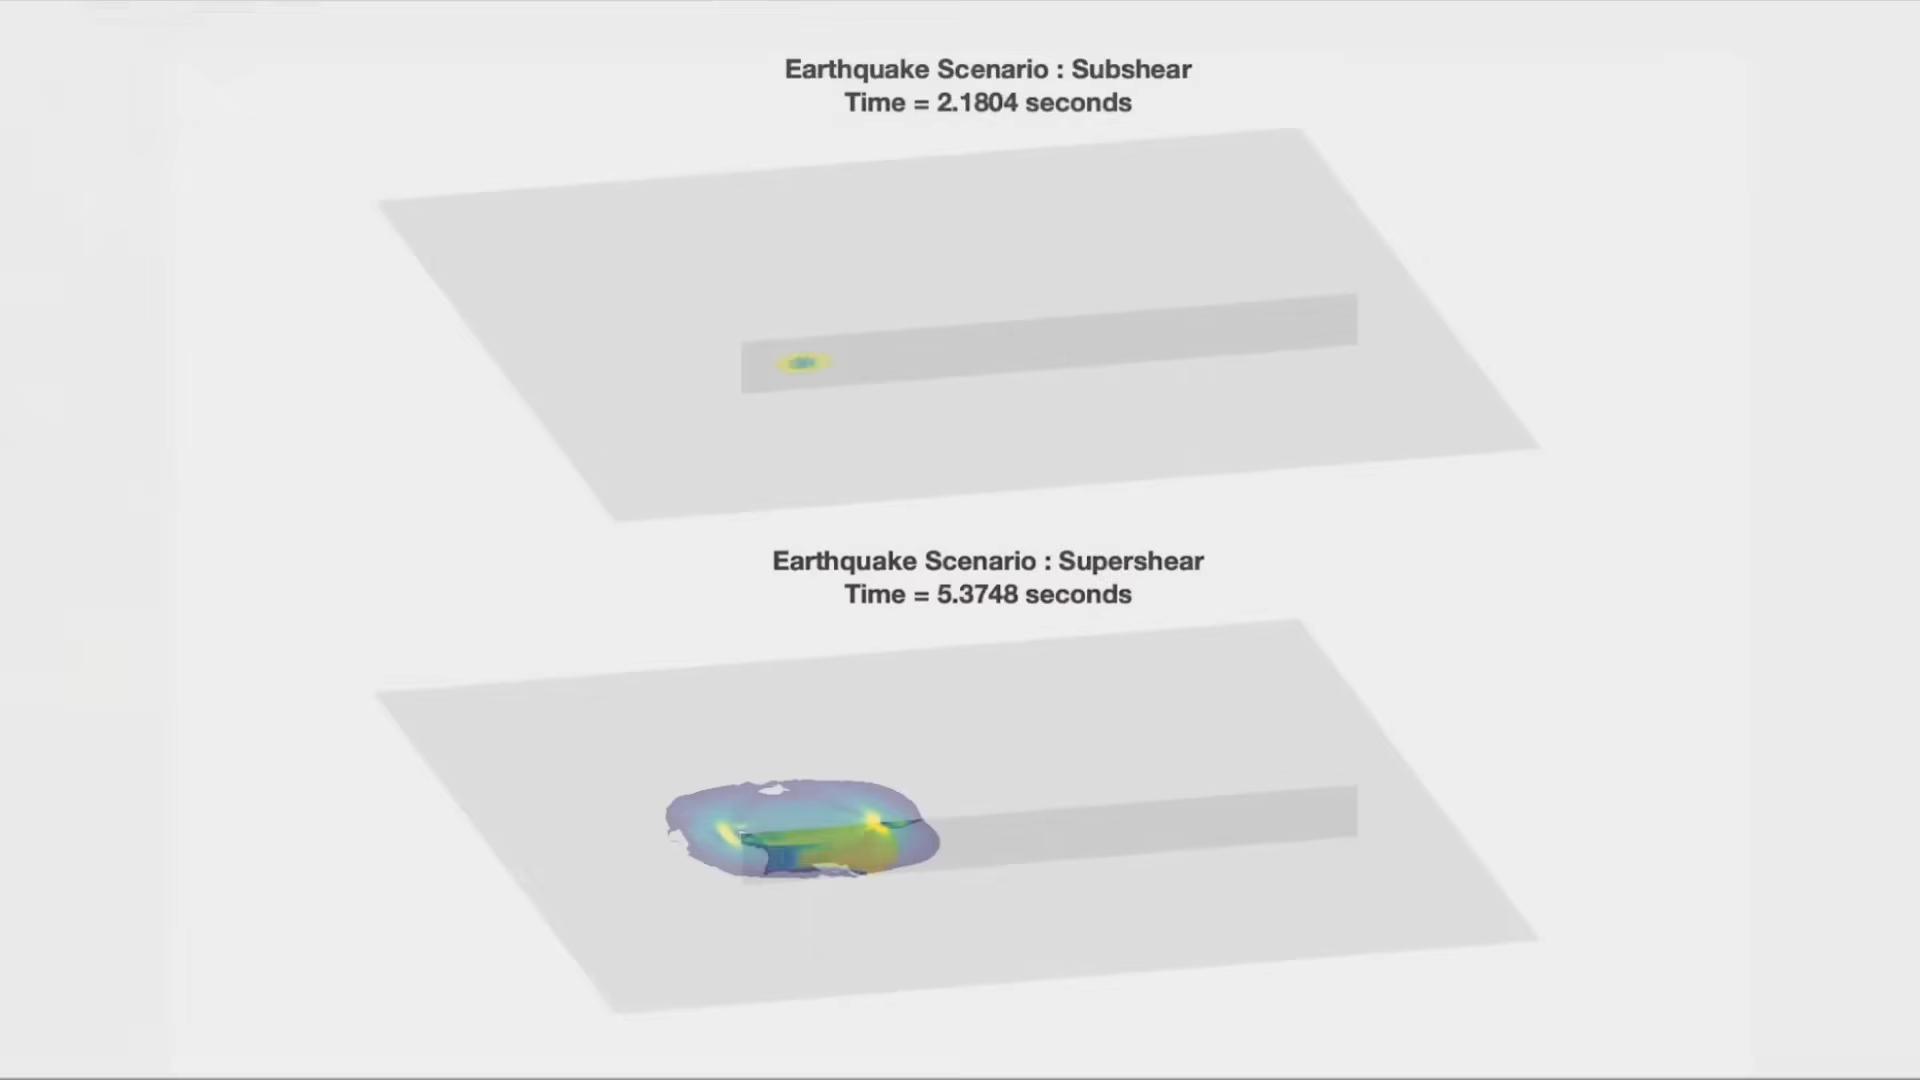 Earthquake Scenario : Subshear
Time = 2.1804 seconds
Earthquake Scenario : Supershear
Time = 5.3748 seconds